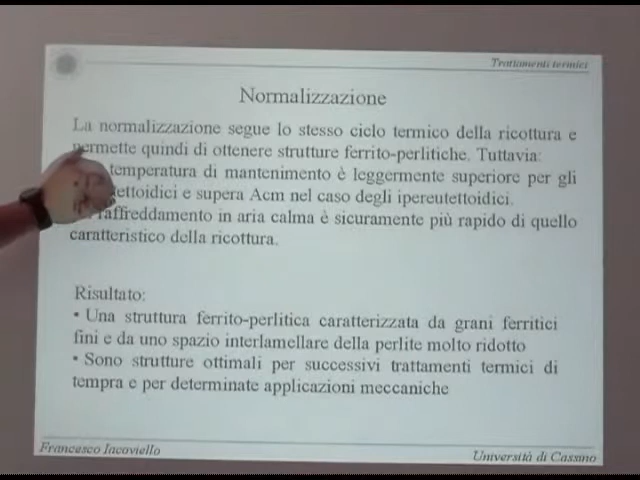 Trattamenti termici
Normalizzazione
La normalizzazione segue lo stesso ciclo termico della ricottura e
permette quindi di ottenere strutture ferrito-perlitiche. Tuttavia:
temperatura di mantenimento è leggermente superiore per gli
ettoidici e supera Acm nel caso degli ipereutettoidici.
raffreddamento in aria calma è sicuramente più rapido di quello
caratteristico della ricottura.
Risultato:
• Una struttura ferrito-perlitica caratterizzata da grani ferritici
fini e da uno spazio interlamellare della perlite molto ridotto
• Sono strutture ottimali per successivi trattamenti termici di
tempra e per determinate applicazioni meccaniche
Francesco Iacoviello
Università di Cassino